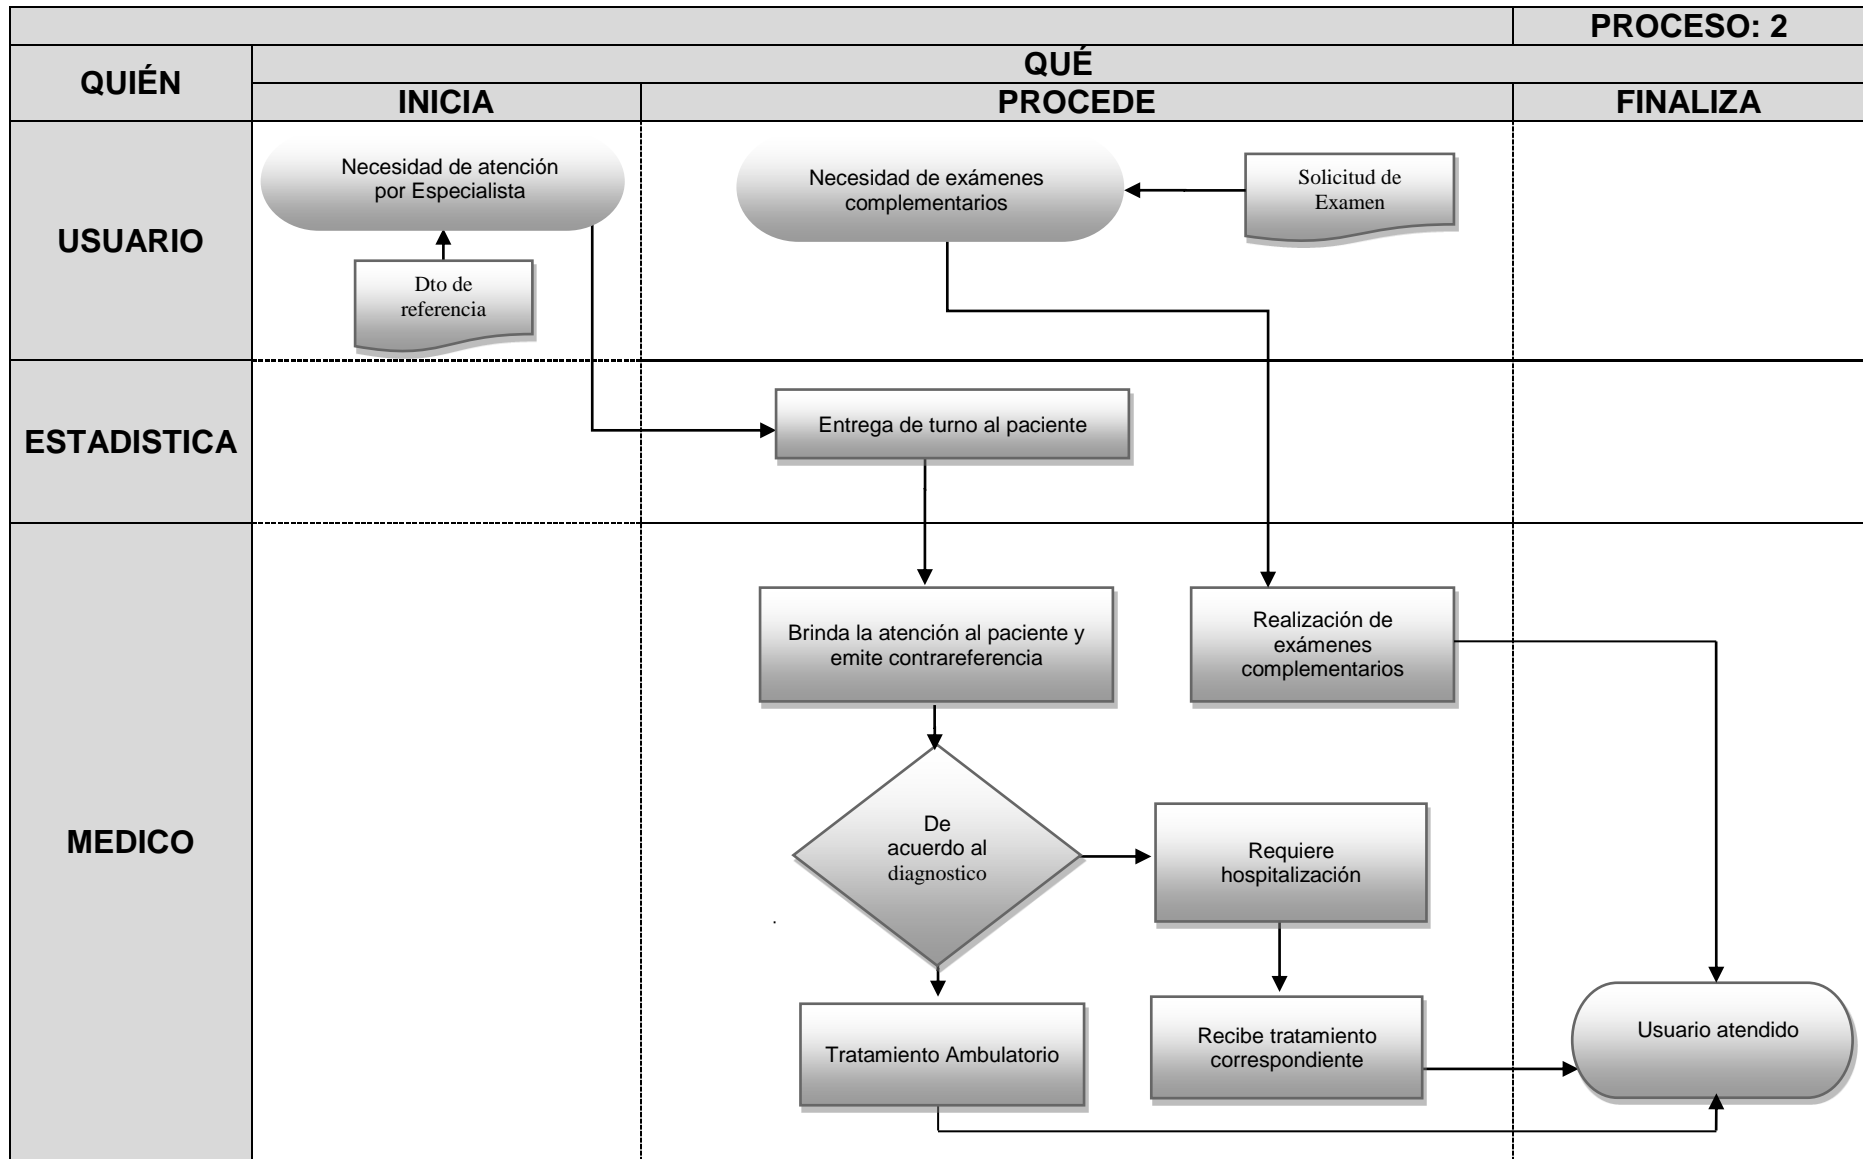 PROCESO: 2
QUIÉN
QUÉ
INICIA
PROCEDE
FINALIZA
USUARIO
Necesidad de atención
por Especialista
Dto de
referencia
Necesidad de exámenes
complementarios
Solicitud de
Examen
ESTADISTICA
Entrega de turno al paciente
MEDICO
Brinda la atención al paciente y
emite contrareferencia
Realización de
exámenes
complementarios
De
acuerdo al
diagnostico
Requiere
hospitalización
Tratamiento Ambulatorio
Recibe tratamiento
correspondiente
Usuario atendido